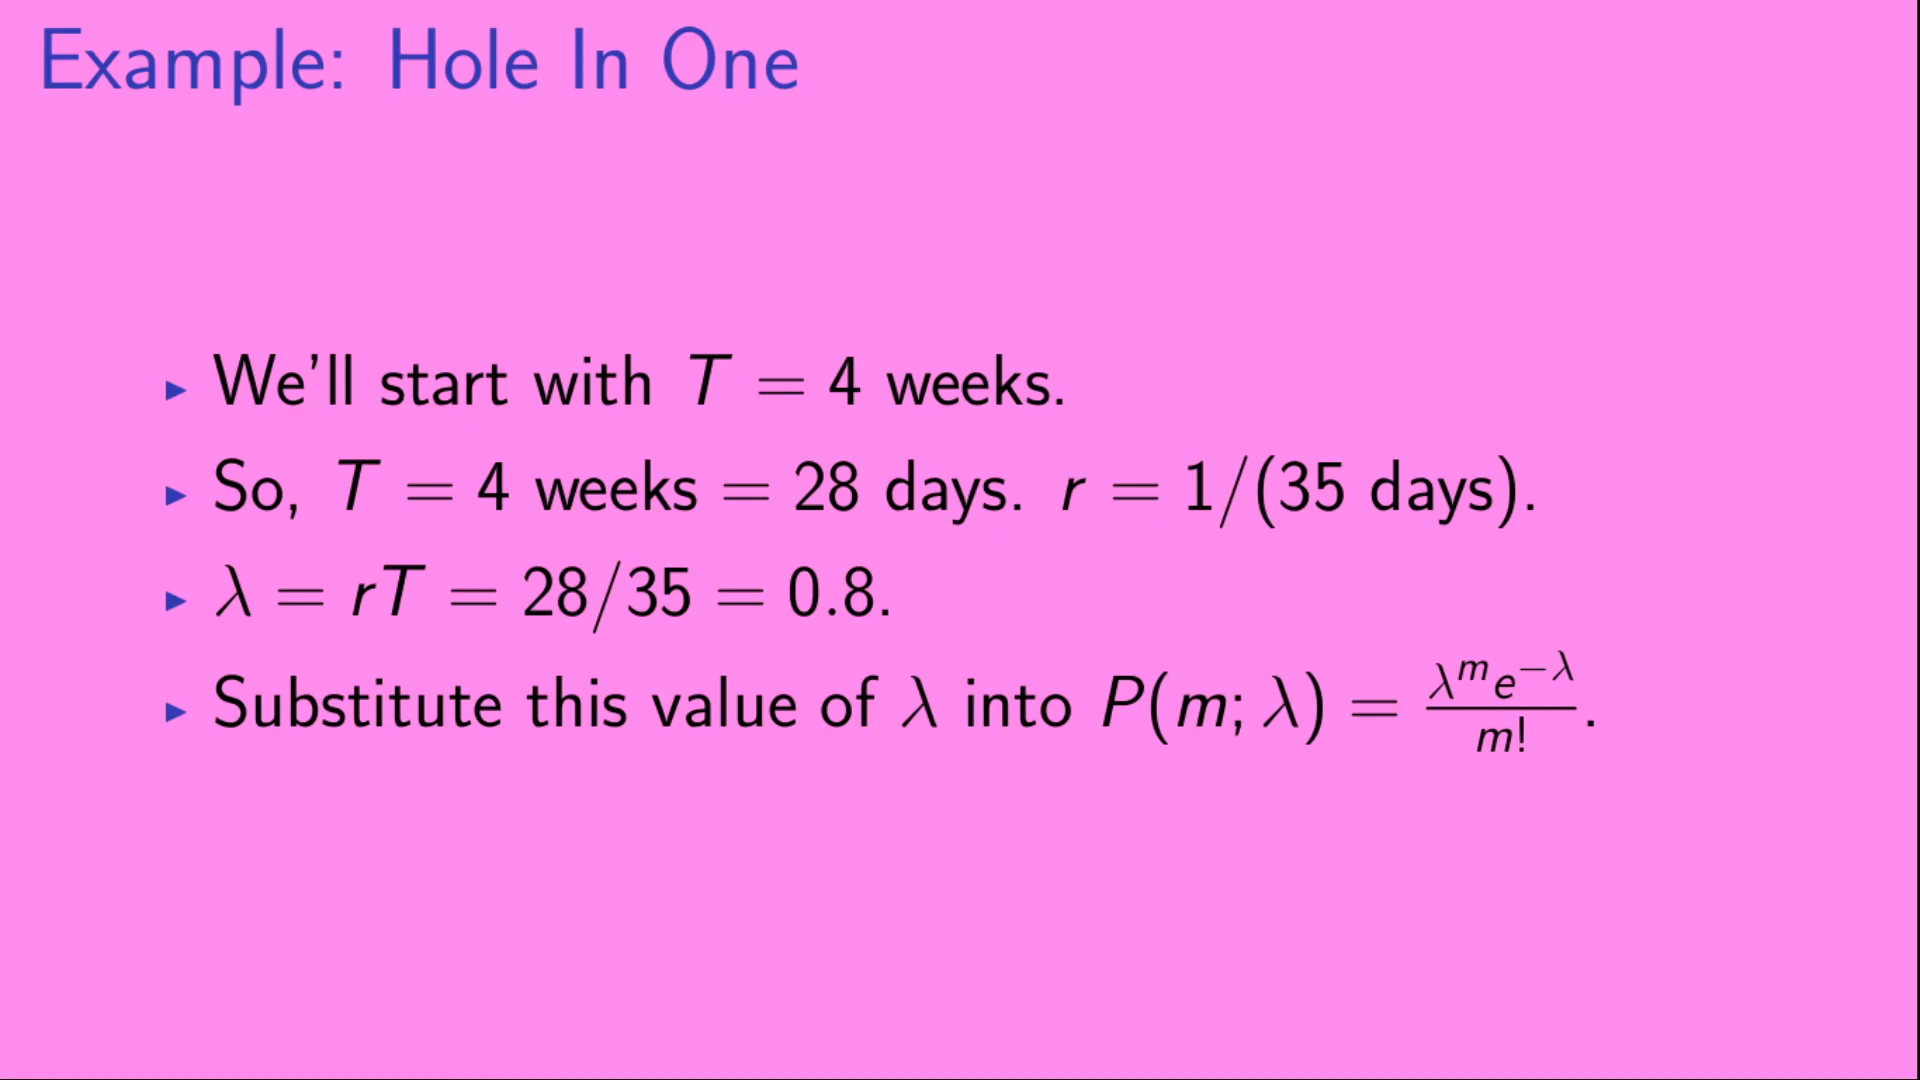 Example: Hole In One
▸ We'll start with T = 4 weeks.
▸ So, T = 4 weeks = 28 days. r = 1/(35 days).
▸ λ = rT = 28/35 = 0.8.
▸ Substitute this value of λ into P(m; λ) = \frac{λ^m e^{−λ}}{m!}.